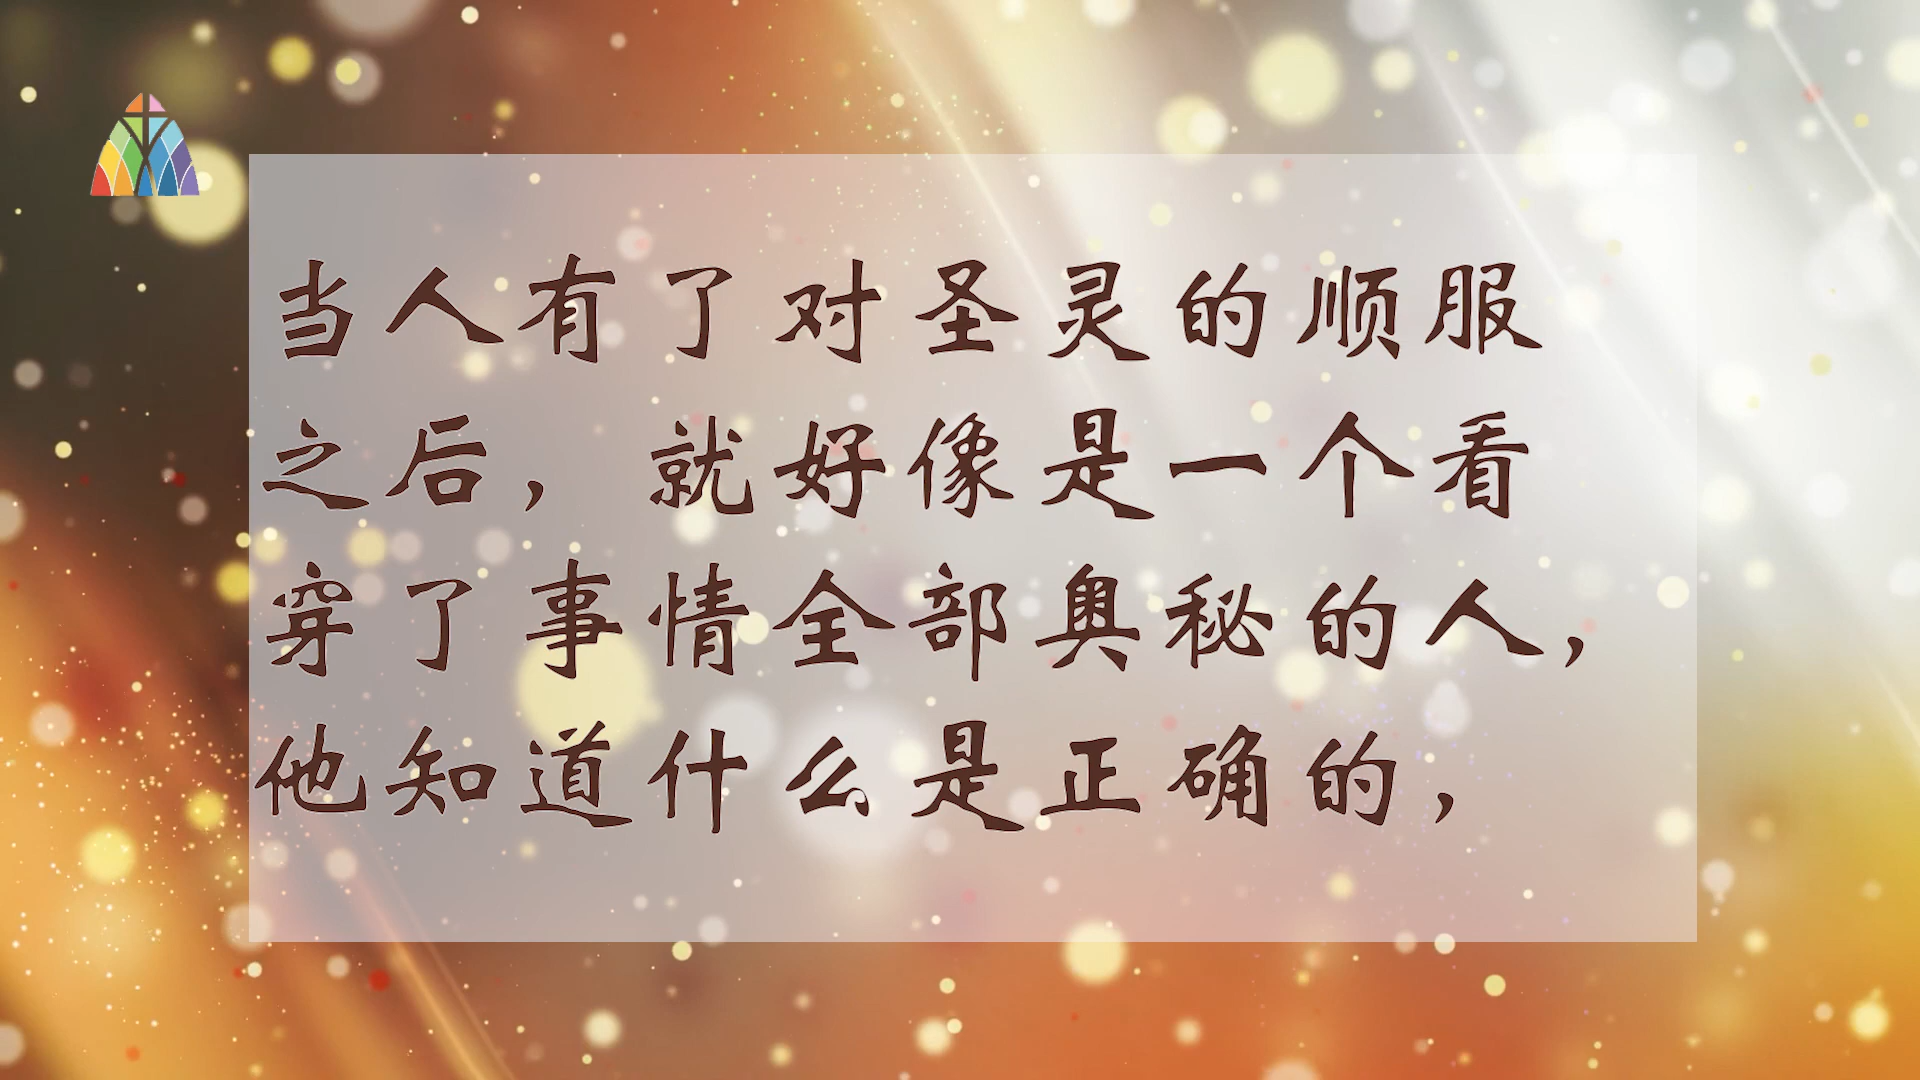 当人有了对圣灵的顺服
之后，就好像是一个看
穿了事情全部奥秘的人，
他知道什么是正确的，